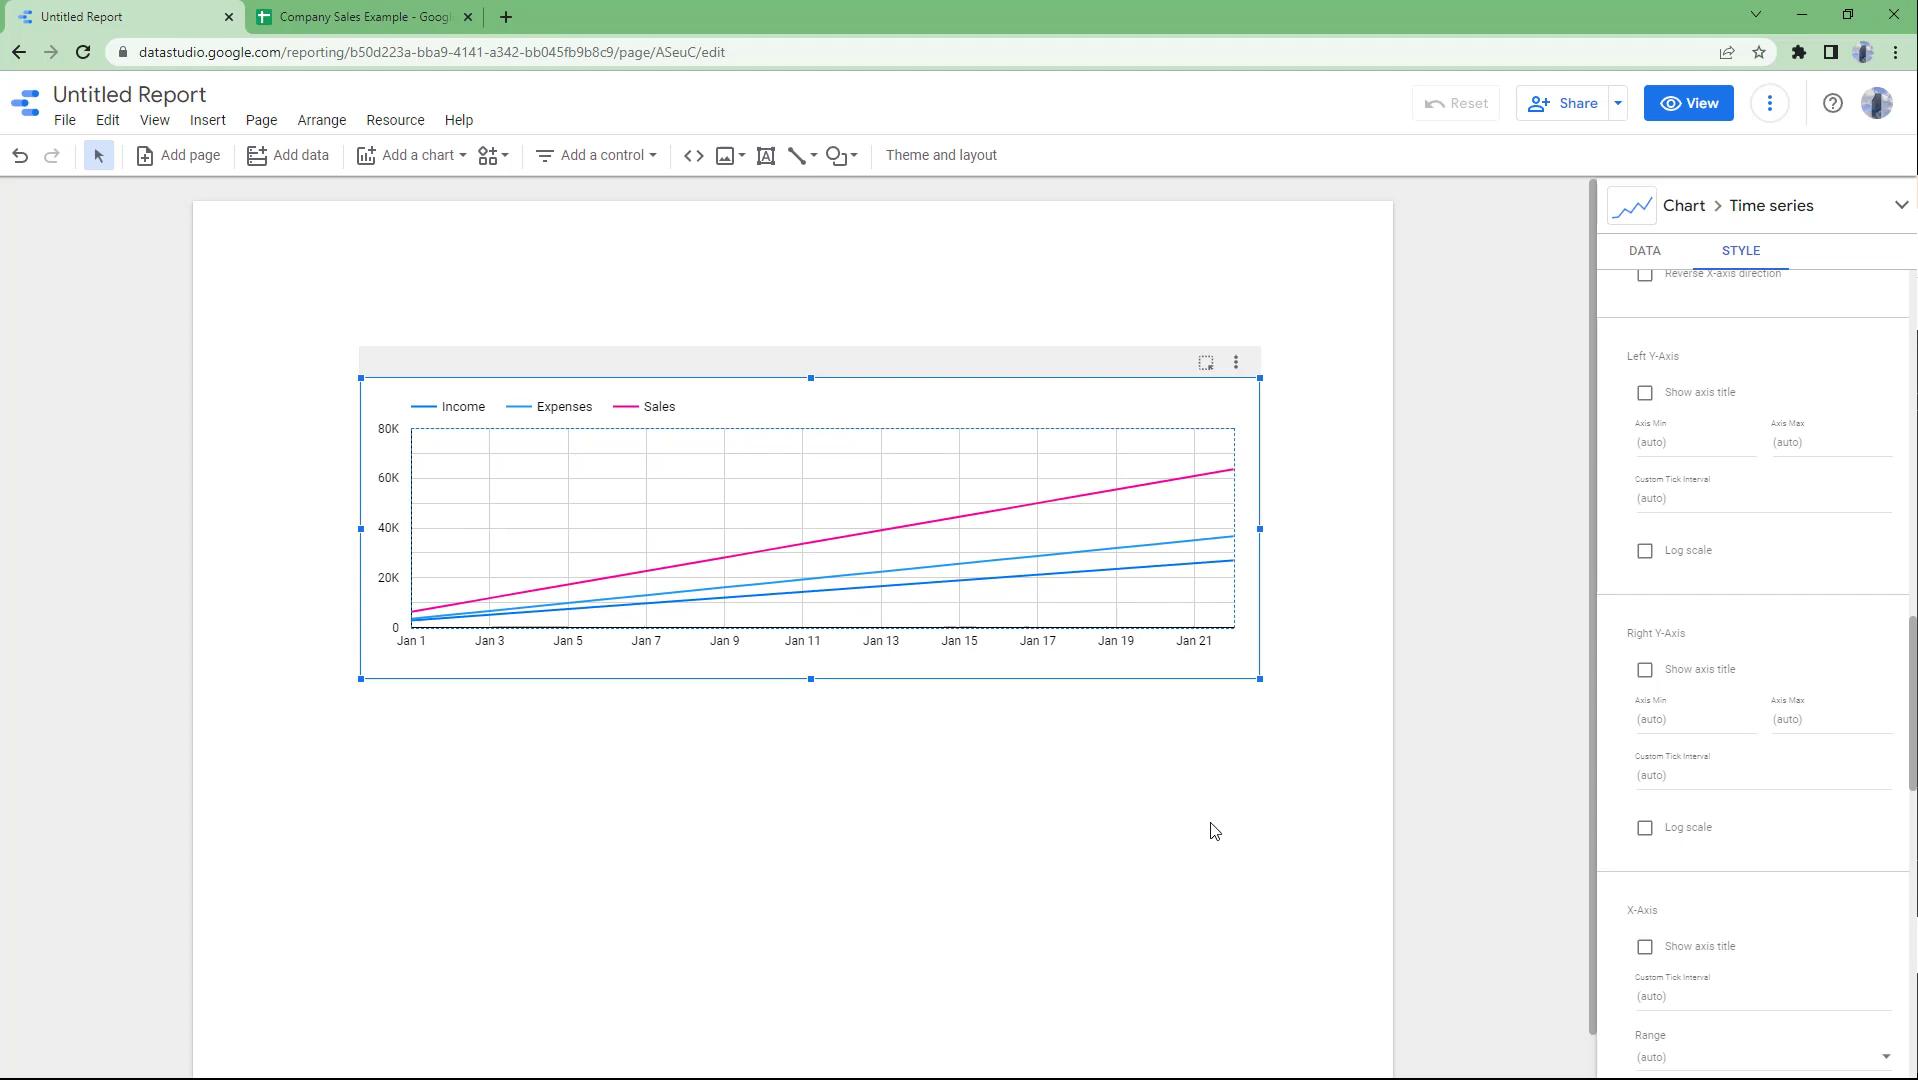 Untitled Report
Company Sales Example - Googl
datastudio.google.com/reporting/b50d223a-bba9-4141-a342-bb045fb9b8c9/page/ASeuC/edit
Untitled Report
File Edit View Insert Page Arrange Resource Help
Reset
Share
View
Add page
Add data
Add a chart
Add a control
Theme and layout
Chart > Time series
DATA STYLE
Reverse X-axis direction
Left Y-Axis
Show axis title
Axis Min Axis Max
(auto) (auto)
Custom Tick Interval
(auto)
Log scale
Right Y-Axis
Show axis title
Axis Min Axis Max
(auto) (auto)
Custom Tick Interval
(auto)
Log scale
X-Axis
Show axis title
Custom Tick Interval
(auto)
Range
(auto)
Income Expenses Sales
80K
60K
40K
20K
0
Jan 1 Jan 3 Jan 5 Jan 7 Jan 9 Jan 11 Jan 13 Jan 15 Jan 17 Jan 19 Jan 21